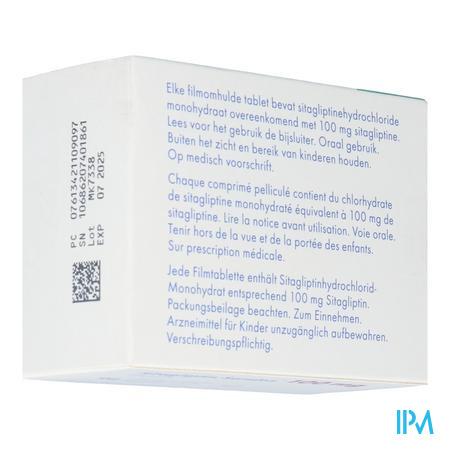 Elke filmomhulde tablet bevat sitagliptinehydrochloride
monohydraat overeenkomend met 100 mg sitagliptine.
Lees voor het gebruik de bijsluiter. Oraal gebruik.
Buiten het zicht en bereik van kinderen houden.
Op medisch voorschrift.
Chaque comprimé pelliculé contient du chlorhydrate
de sitagliptine monohydraté équivalent à 100 mg de
sitagliptine. Lire la notice avant utilisation. Voie orale.
Tenir hors de la vue et de la portée des enfants.
Sur prescription médicale.
Jede Filmtablette enthält Sitagliptinhydrochlorid-
Monohydrat entsprechend 100 mg Sitagliptin.
Packungsbeilage beachten. Zum Einnehmen.
Arzneimittel für Kinder unzugänglich aufbewahren.
Verschreibungspflichtig.
PC 07613421109097
SN 10686207401861
Lot MK7338
EXP 07 2025
100 mg
IPM